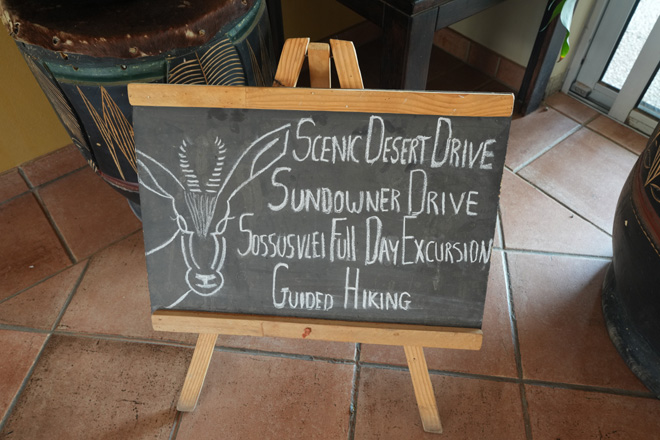 Scenic Desert Drive
Sundowner Drive
Sossusvlei Full Day Excursion
Guided Hiking